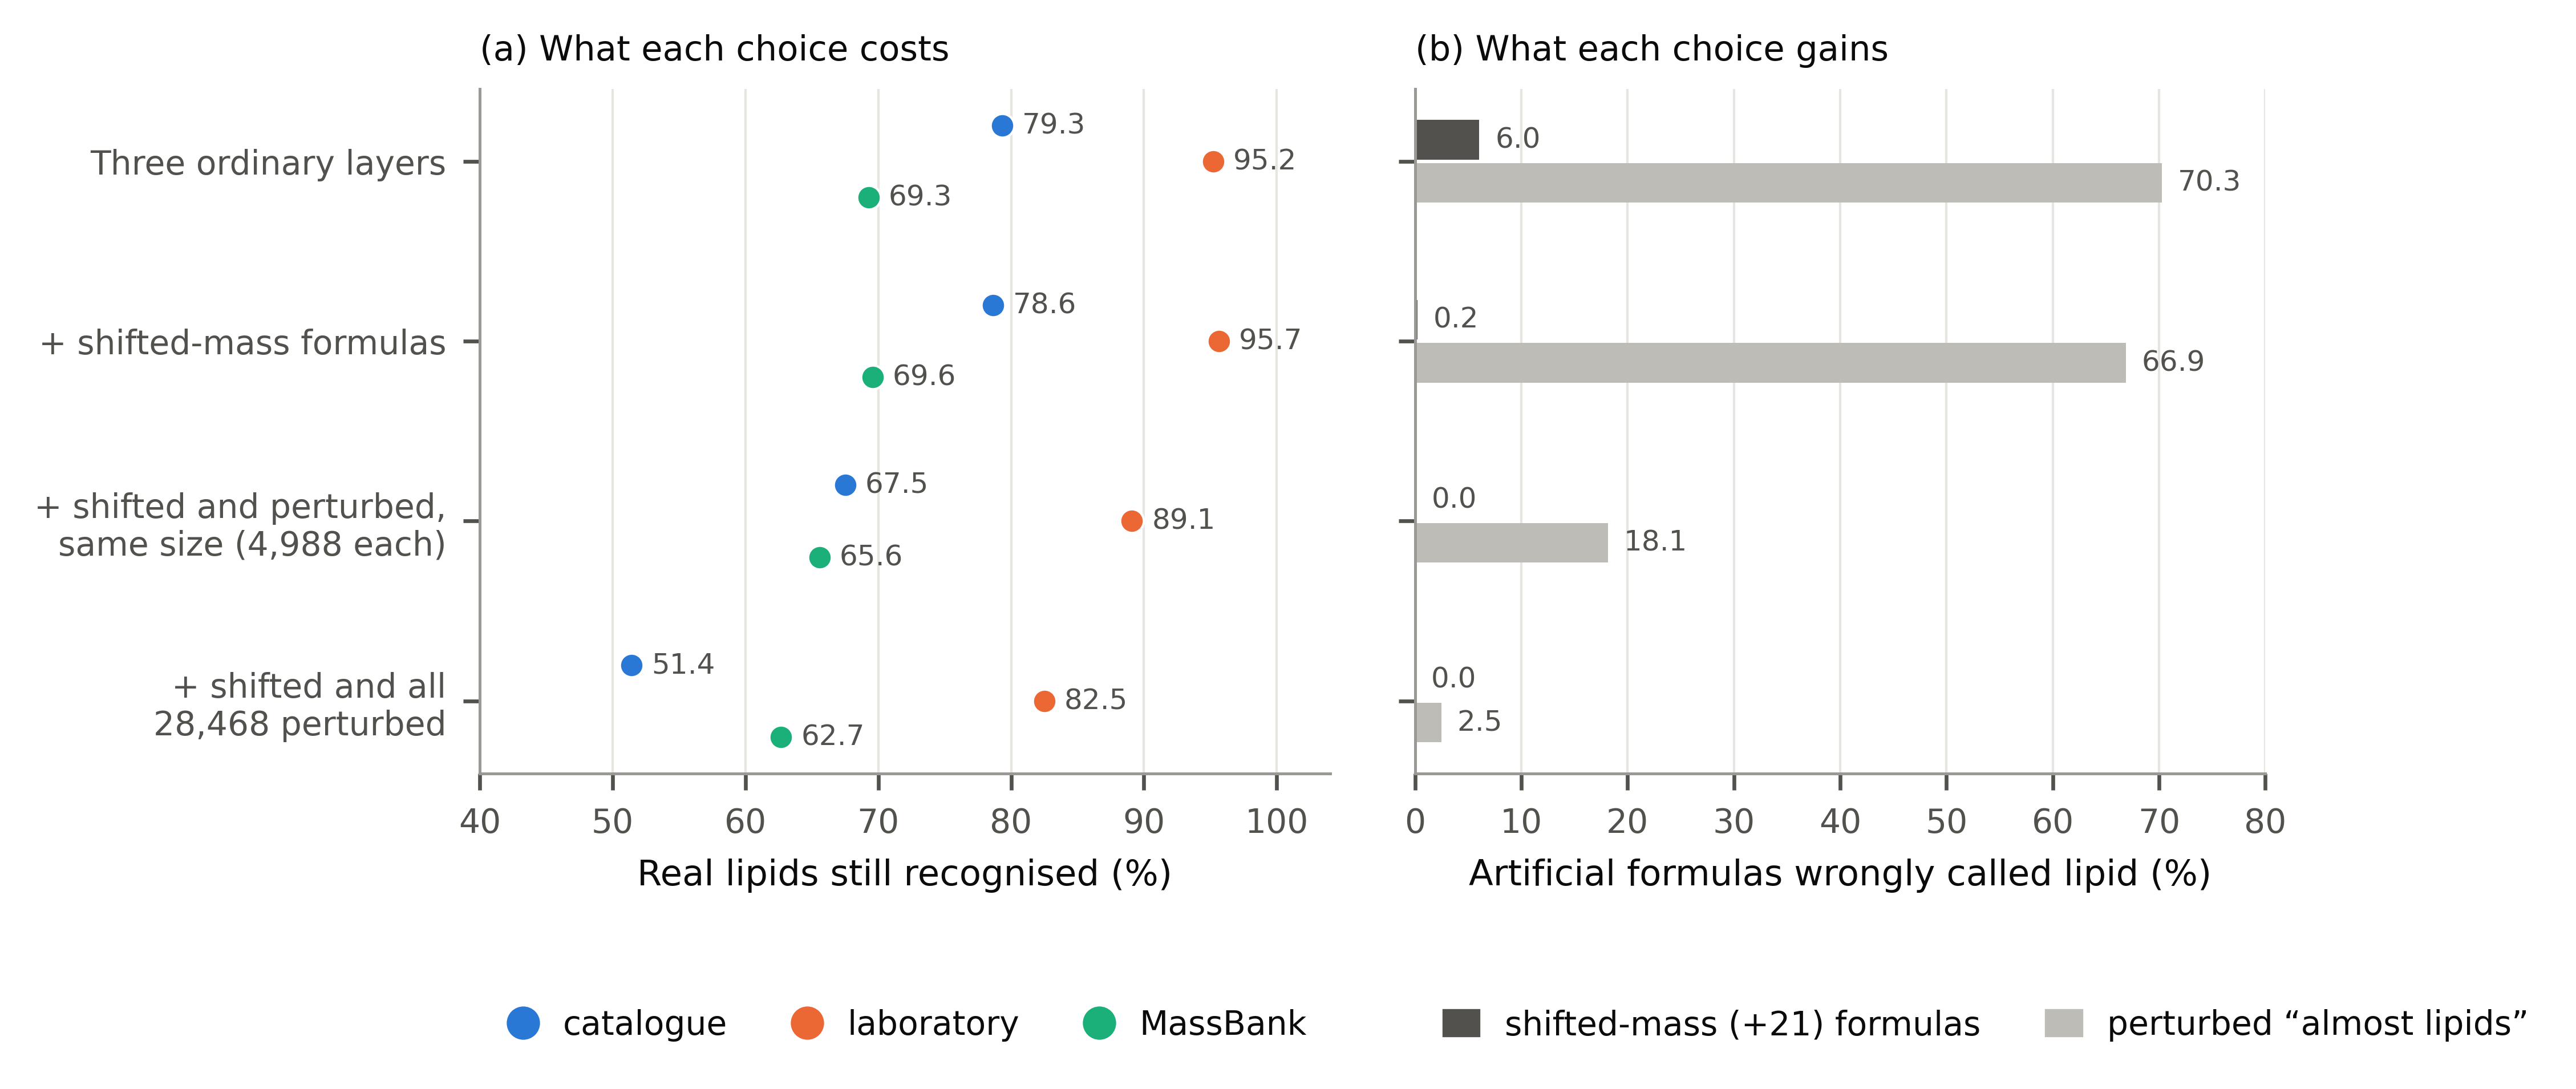 (a) What each choice costs
Three ordinary layers
+ shifted-mass formulas
+ shifted and perturbed,
same size (4,988 each)
+ shifted and all
28,468 perturbed
79.3
95.2
69.3
78.6
95.7
69.6
67.5
89.1
65.6
51.4
82.5
62.7
40 50 60 70 80 90 100
Real lipids still recognised (%)
catalogue laboratory MassBank
(b) What each choice gains
6.0
70.3
0.2
66.9
0.0
18.1
0.0
2.5
0 10 20 30 40 50 60 70 80
Artificial formulas wrongly called lipid (%)
shifted-mass (+21) formulas perturbed “almost lipids”